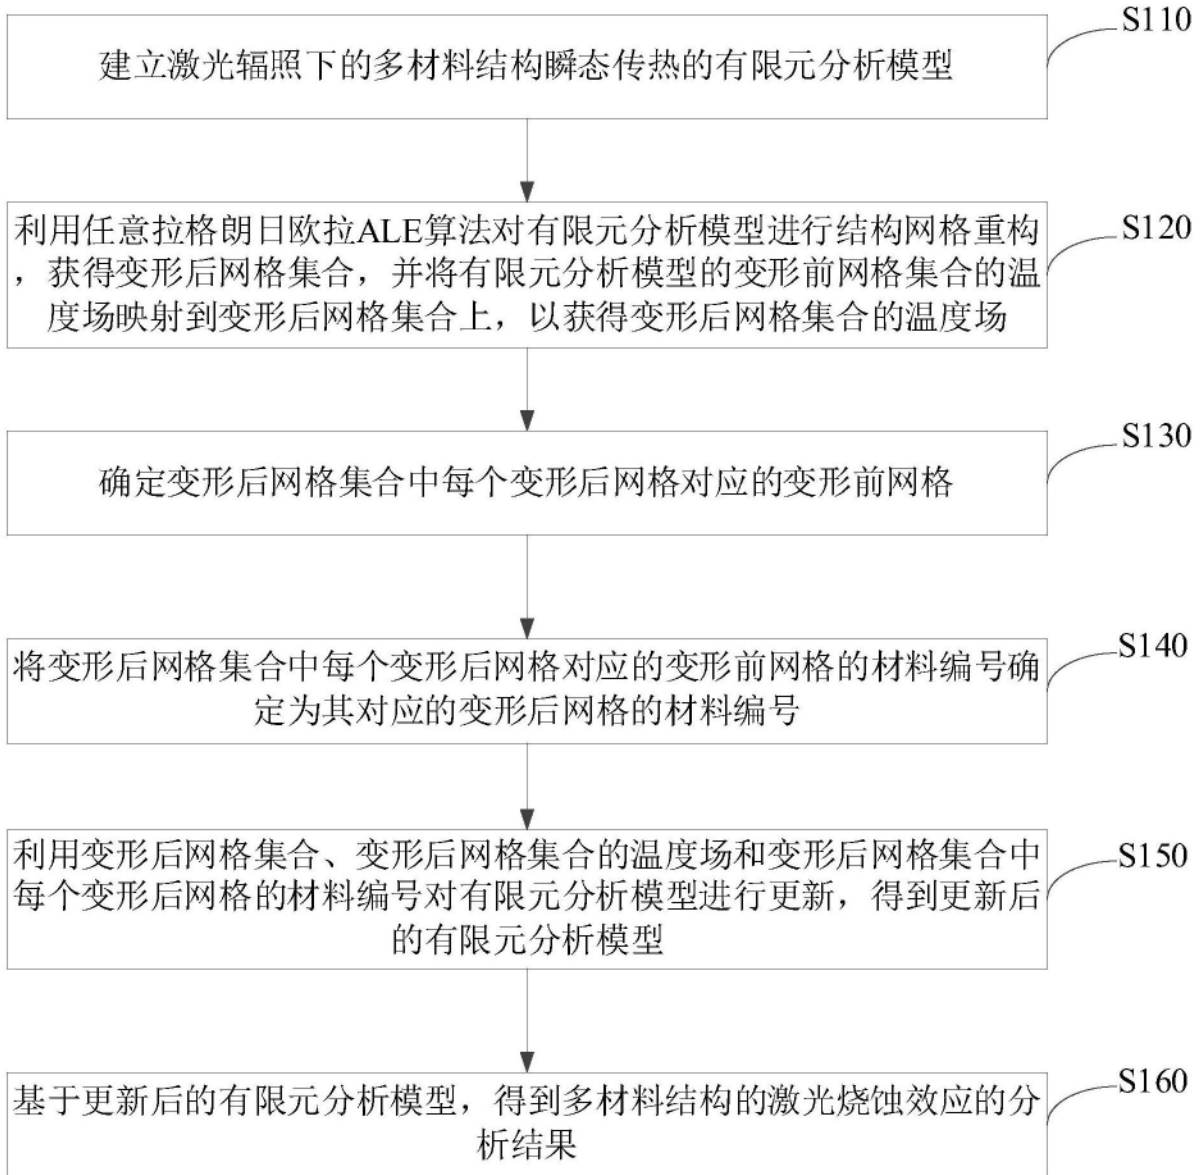 S110
建立激光辐照下的多材料结构瞬态传热的有限元分析模型
S120
利用任意拉格朗日欧拉ALE算法对有限元分析模型进行结构网格重构
，获得变形后网格集合，并将有限元分析模型的变形前网格集合的温
度场映射到变形后网格集合上，以获得变形后网格集合的温度场
S130
确定变形后网格集合中每个变形后网格对应的变形前网格
S140
将变形后网格集合中每个变形后网格对应的变形前网格的材料编号确
定为其对应的变形后网格的材料编号
S150
利用变形后网格集合、变形后网格集合的温度场和变形后网格集合中
每个变形后网格的材料编号对有限元分析模型进行更新，得到更新后
的有限元分析模型
S160
基于更新后的有限元分析模型，得到多材料结构的激光烧蚀效应的分
析结果